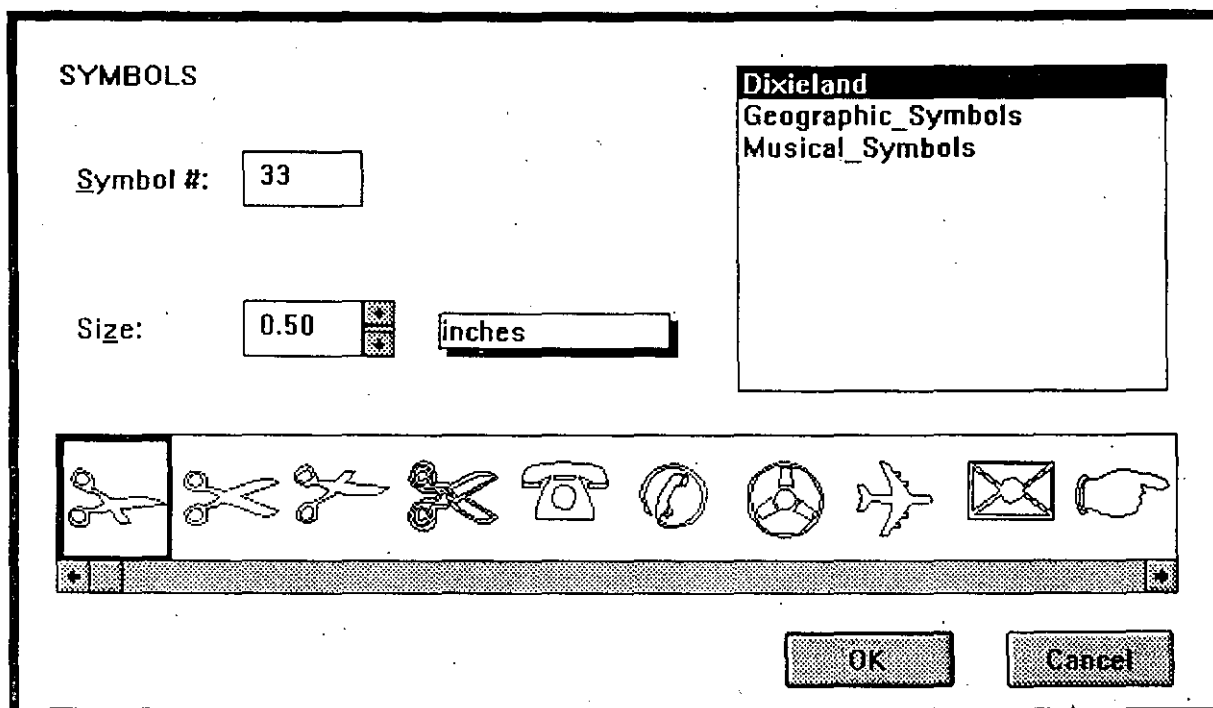 SYMBOLS
Dixieland
Geographic_Symbols
Musical_Symbols
Symbol #: 33
Size: 0.50 inches
OK Cancel